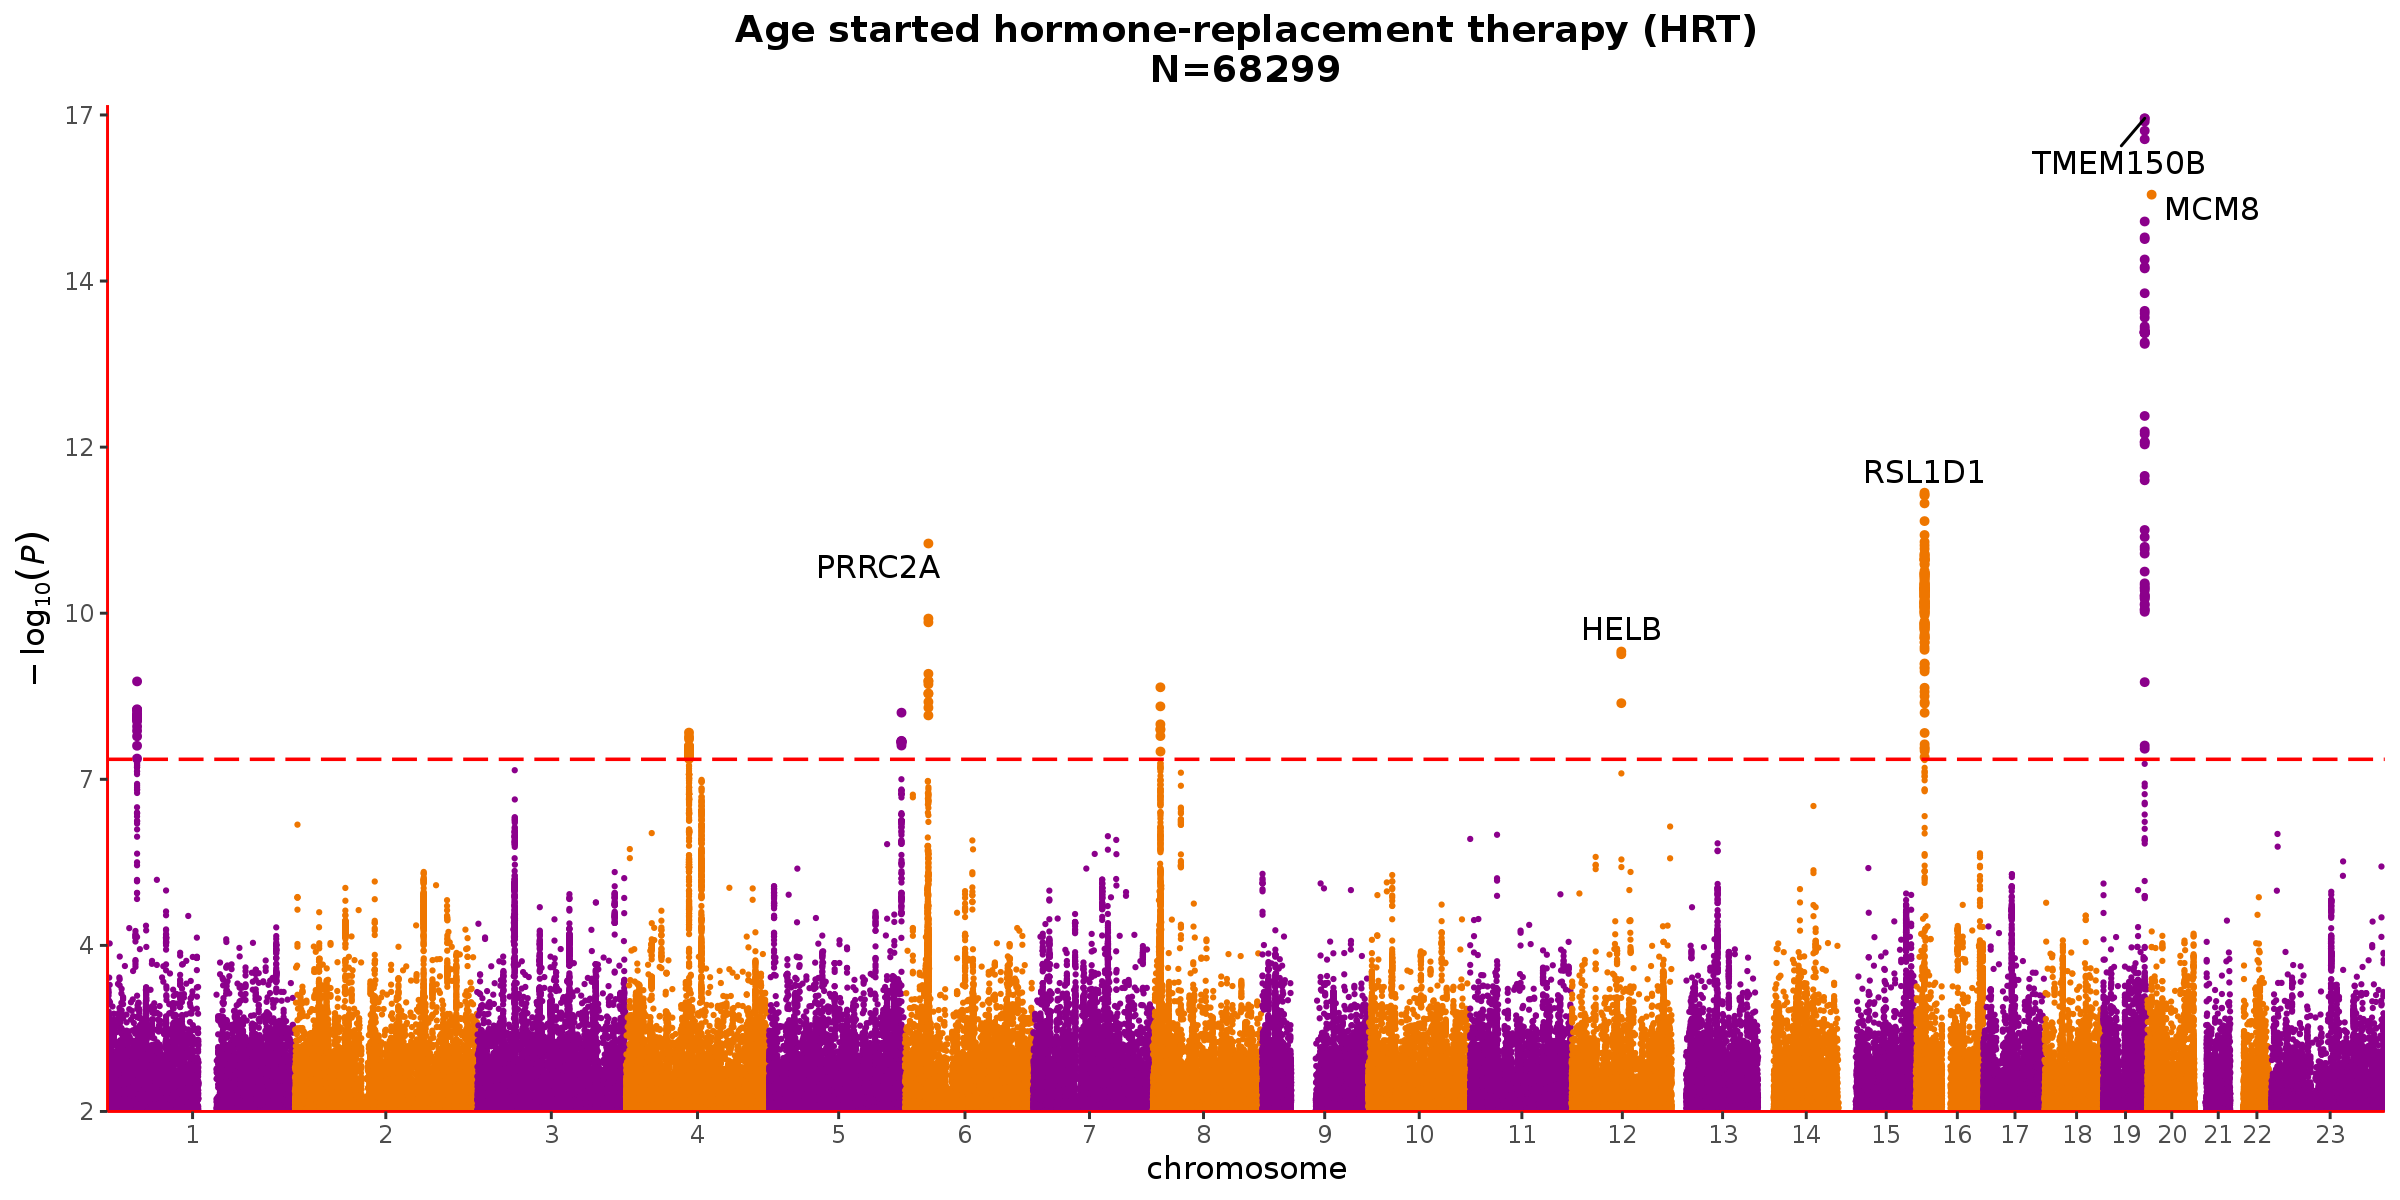 Age started hormone-replacement therapy (HRT)
N=68299
17
14
12
10
7
4
2
−log10(P)
TMEM150B
MCM8
RSL1D1
PRRC2A
HELB
1 2 3 4 5 6 7 8 9 10 11 12 13 14 15 16 17 18 19 20 21 22 23
chromosome